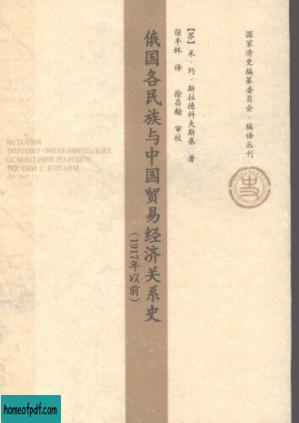 国家清史编纂委员会·编译丛刊
【苏】米·约·斯拉德科夫斯基 著
宿丰林 译 徐昌翰 审校
俄国各民族与中国贸易经济关系史
(1917年以前)
ИСТОРИЯ
ТОРГОВО-ЭКОНОМИЧЕСКИХ
ОТНОШЕНИЙ НАРОДОВ
РОССИИ С КИТАЕМ
homeofpdf.com
homeofpdf.com